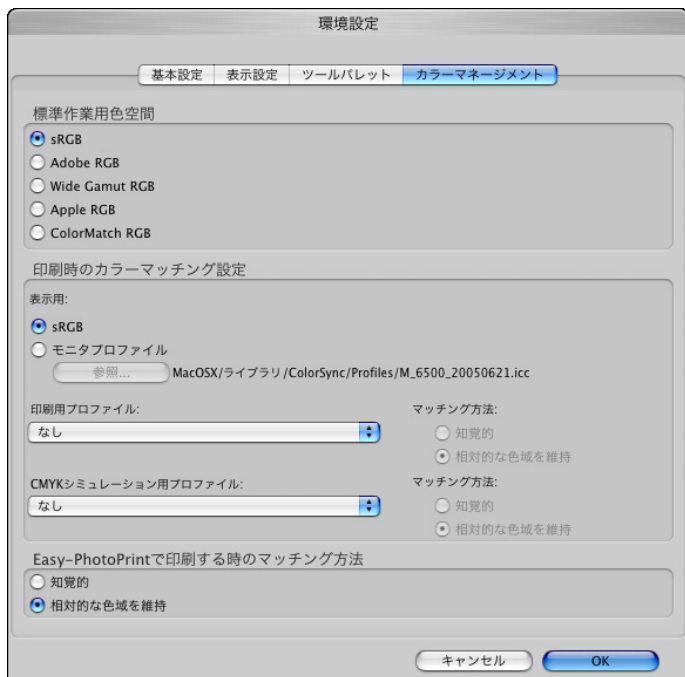 環境設定
基本設定 表示設定 ツールパレット カラーマネージメント
標準作業用色空間
sRGB
Adobe RGB
Wide Gamut RGB
Apple RGB
ColorMatch RGB
印刷時のカラーマッチング設定
表示用:
sRGB
モニタプロファイル
参照... MacOSX/ライブラリ/ColorSync/Profiles/M_6500_20050621.icc
印刷用プロファイル: マッチング方法:
なし 知覚的
相対的な色域を維持
CMYKシミュレーション用プロファイル: マッチング方法:
なし 知覚的
相対的な色域を維持
Easy-PhotoPrintで印刷する時のマッチング方法
知覚的
相対的な色域を維持
キャンセル OK